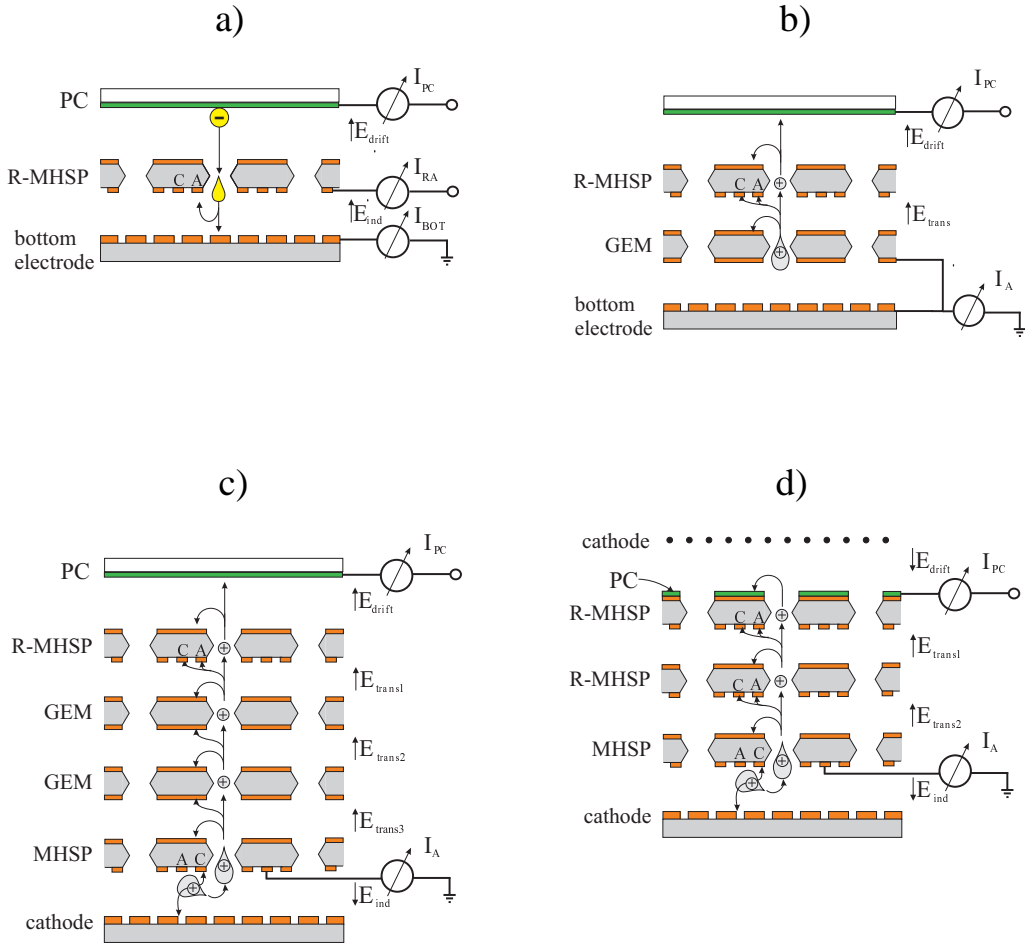 a)
PC
I_PC
E_drift
R-MHSP
C A
I_RA
E_ind
I_BOT
bottom
electrode
b)
I_PC
E_drift
R-MHSP
C A
E_trans
GEM
I_A
bottom
electrode
c)
PC
I_PC
E_drift
R-MHSP
C A
E_trans1
GEM
E_trans2
GEM
E_trans3
MHSP
A C
I_A
E_ind
cathode
d)
cathode
E_drift
I_PC
PC
R-MHSP
C A
E_trans1
R-MHSP
C A
E_trans2
MHSP
A C
I_A
E_ind
cathode